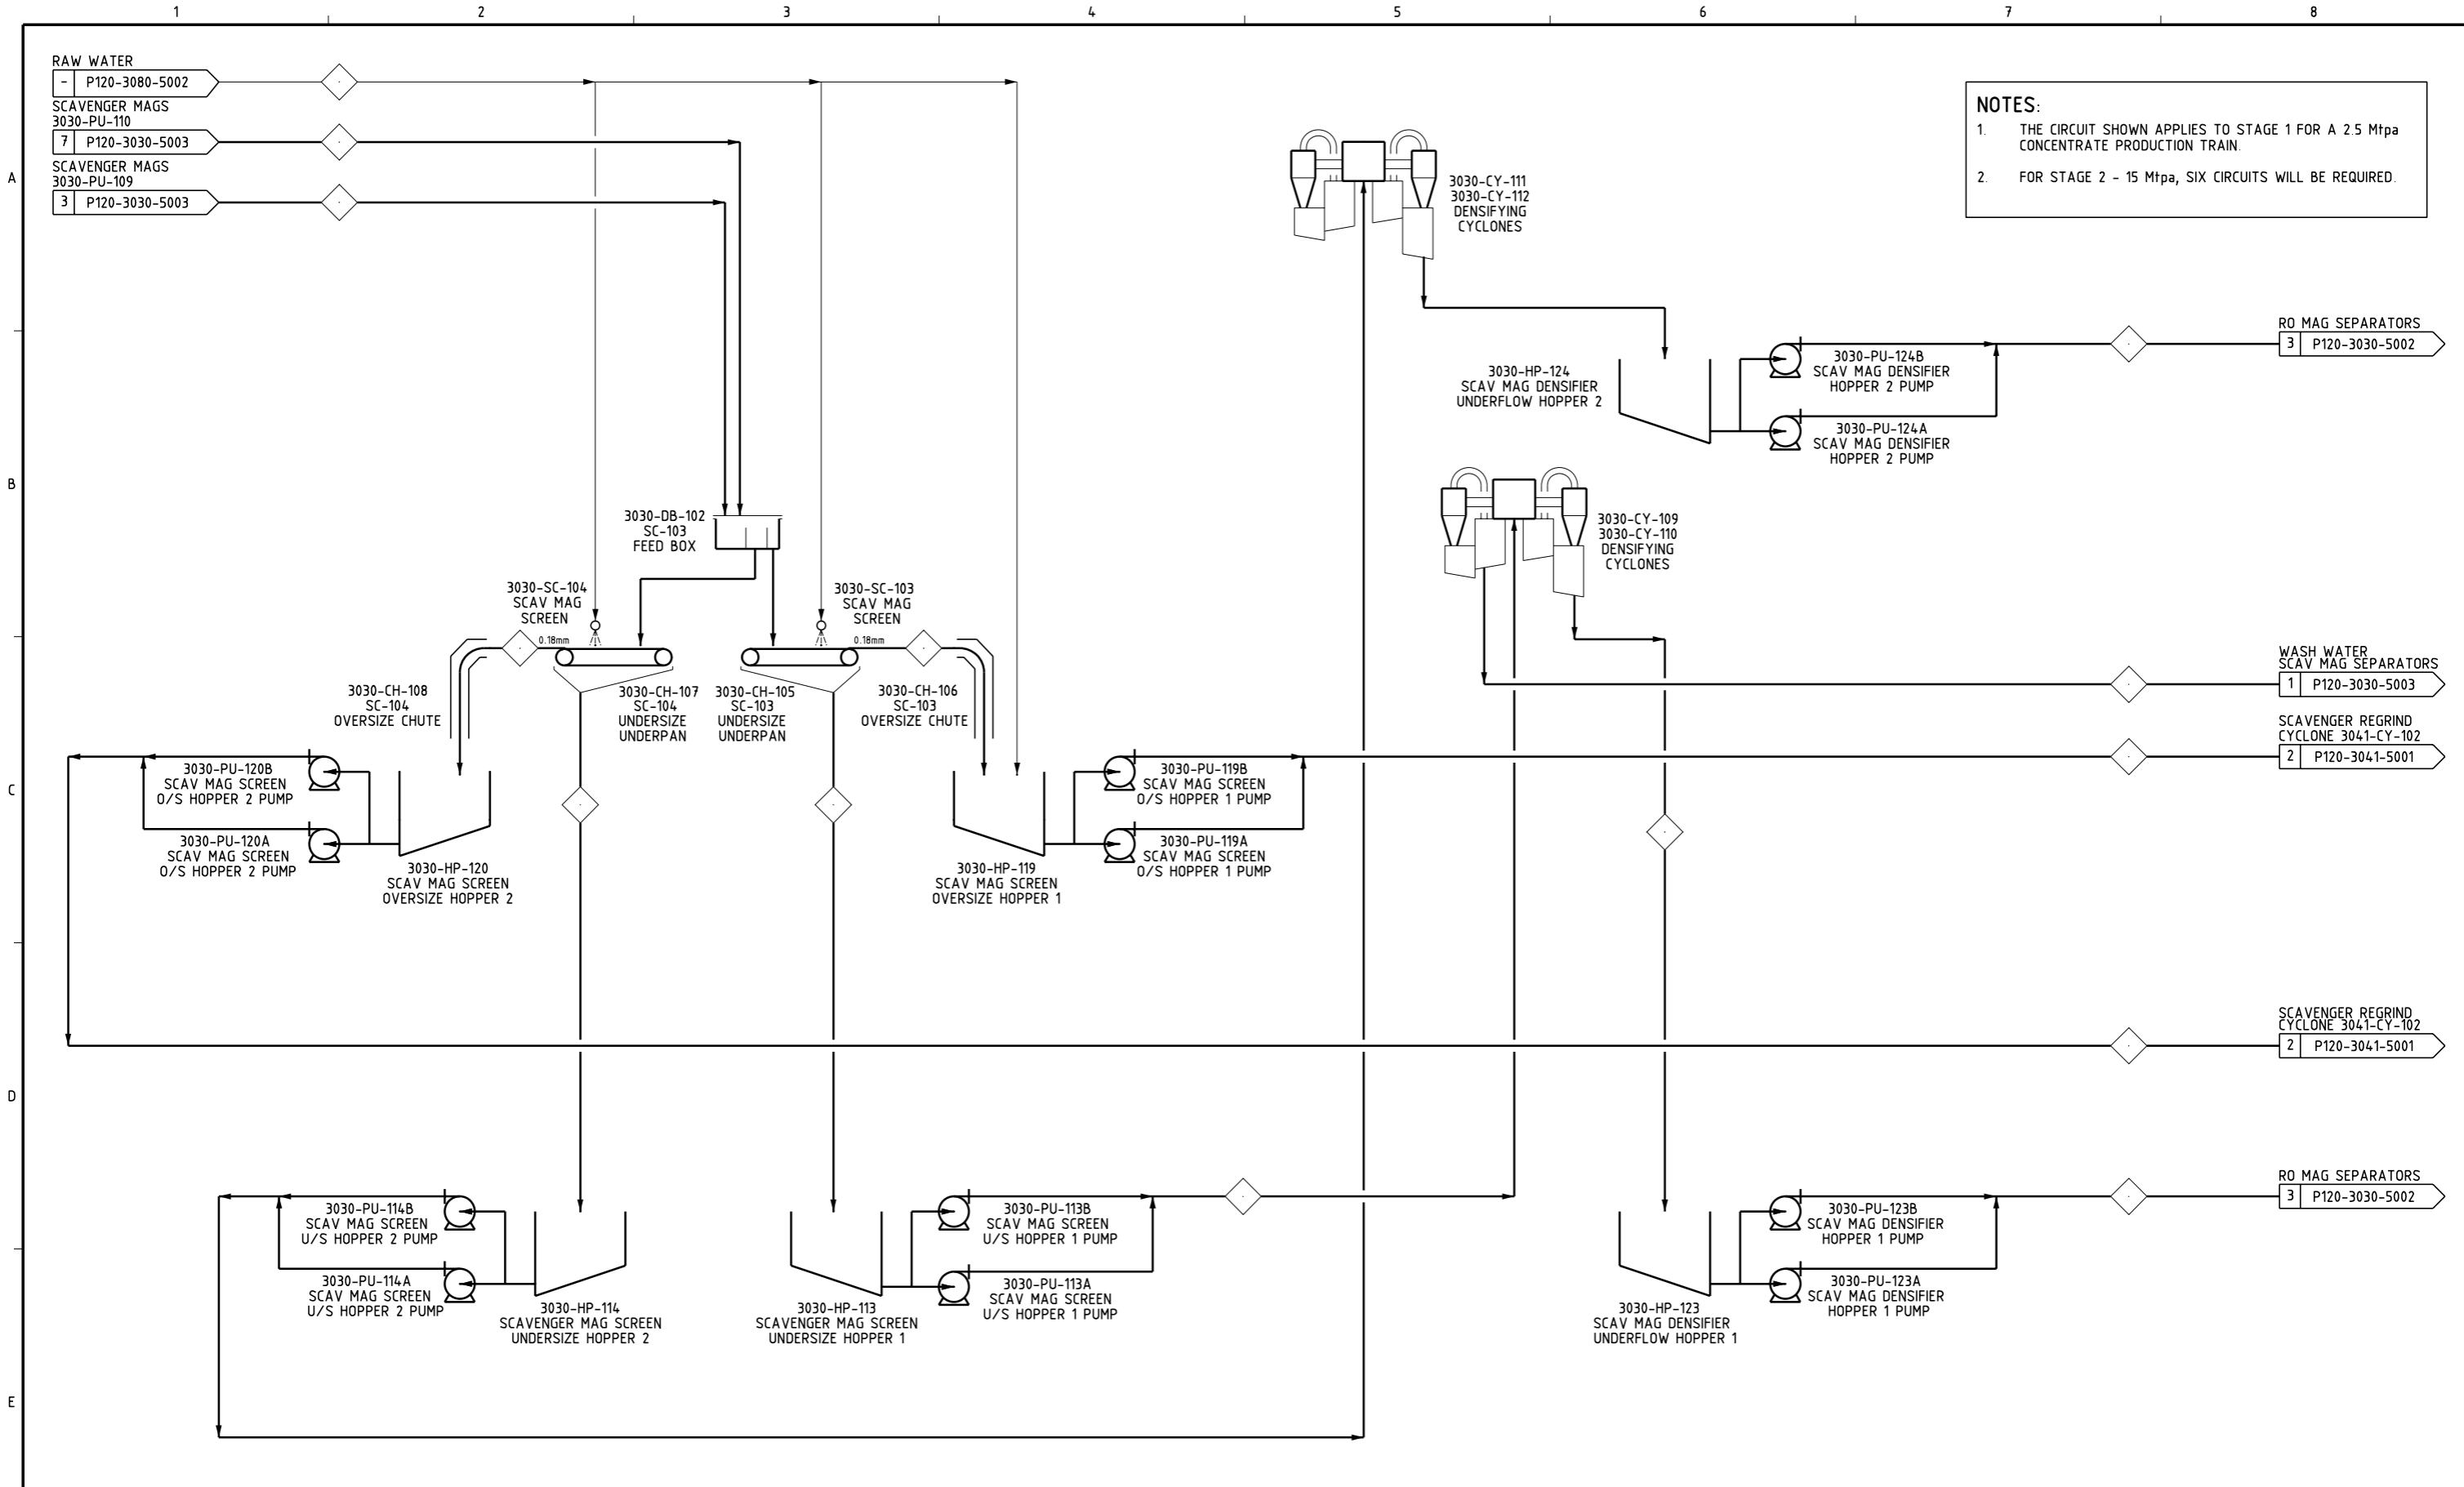 1
2
3
4
5
6
7
8
A
B
C
D
E
RAW WATER
- P120-3080-5002
SCAVENGER MAGS
3030-PU-110
7 P120-3030-5003
SCAVENGER MAGS
3030-PU-109
3 P120-3030-5003
NOTES:
1. THE CIRCUIT SHOWN APPLIES TO STAGE 1 FOR A 2.5 Mtpa
CONCENTRATE PRODUCTION TRAIN.
2. FOR STAGE 2 - 15 Mtpa, SIX CIRCUITS WILL BE REQUIRED.
3030-CY-111
3030-CY-112
DENSIFYING
CYCLONES
RO MAG SEPARATORS
3 P120-3030-5002
3030-HP-124
SCAV MAG DENSIFIER
UNDERFLOW HOPPER 2
3030-PU-124B
SCAV MAG DENSIFIER
HOPPER 2 PUMP
3030-PU-124A
SCAV MAG DENSIFIER
HOPPER 2 PUMP
3030-DB-102
SC-103
FEED BOX
3030-CY-109
3030-CY-110
DENSIFYING
CYCLONES
3030-SC-104
SCAV MAG
SCREEN
0.18mm
3030-SC-103
SCAV MAG
SCREEN
0.18mm
3030-CH-108
SC-104
OVERSIZE CHUTE
3030-CH-107
SC-104
UNDERSIZE
UNDERPAN
3030-CH-105
SC-103
UNDERSIZE
UNDERPAN
3030-CH-106
SC-103
OVERSIZE CHUTE
WASH WATER
SCAV MAG SEPARATORS
1 P120-3030-5003
SCAVENGER REGRIND
CYCLONE 3041-CY-102
2 P120-3041-5001
3030-PU-120B
SCAV MAG SCREEN
O/S HOPPER 2 PUMP
3030-PU-120A
SCAV MAG SCREEN
O/S HOPPER 2 PUMP
3030-HP-120
SCAV MAG SCREEN
OVERSIZE HOPPER 2
3030-HP-119
SCAV MAG SCREEN
OVERSIZE HOPPER 1
3030-PU-119B
SCAV MAG SCREEN
O/S HOPPER 1 PUMP
3030-PU-119A
SCAV MAG SCREEN
O/S HOPPER 1 PUMP
SCAVENGER REGRIND
CYCLONE 3041-CY-102
2 P120-3041-5001
3030-PU-114B
SCAV MAG SCREEN
U/S HOPPER 2 PUMP
3030-PU-114A
SCAV MAG SCREEN
U/S HOPPER 2 PUMP
3030-HP-114
SCAVENGER MAG SCREEN
UNDERSIZE HOPPER 2
3030-HP-113
SCAVENGER MAG SCREEN
UNDERSIZE HOPPER 1
3030-PU-113B
SCAV MAG SCREEN
U/S HOPPER 1 PUMP
3030-PU-113A
SCAV MAG SCREEN
U/S HOPPER 1 PUMP
3030-HP-123
SCAV MAG DENSIFIER
UNDERFLOW HOPPER 1
3030-PU-123B
SCAV MAG DENSIFIER
HOPPER 1 PUMP
3030-PU-123A
SCAV MAG DENSIFIER
HOPPER 1 PUMP
RO MAG SEPARATORS
3 P120-3030-5002